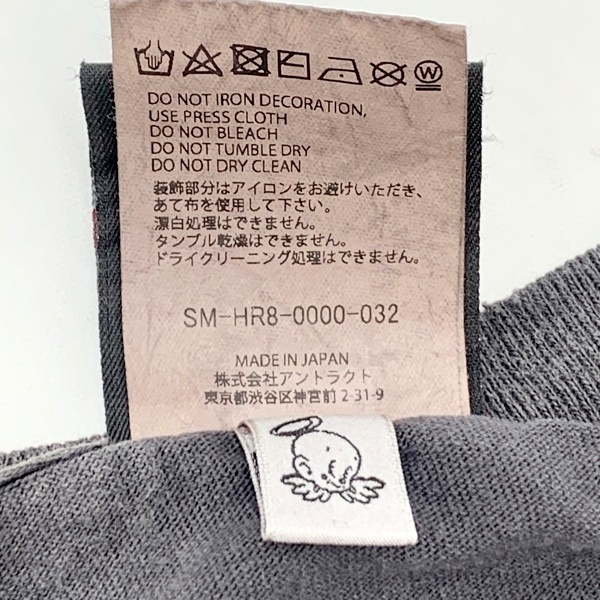 W
DO NOT IRON DECORATION,
USE PRESS CLOTH
DO NOT BLEACH
DO NOT TUMBLE DRY
DO NOT DRY CLEAN
装飾部分はアイロンをお避けいただき、
あて布を使用して下さい。
漂白処理はできません。
タンブル乾燥はできません。
ドライクリーニング処理はできません。
SM-HR8-0000-032
MADE IN JAPAN
株式会社アントラクト
東京都渋谷区神宮前 2-31-9